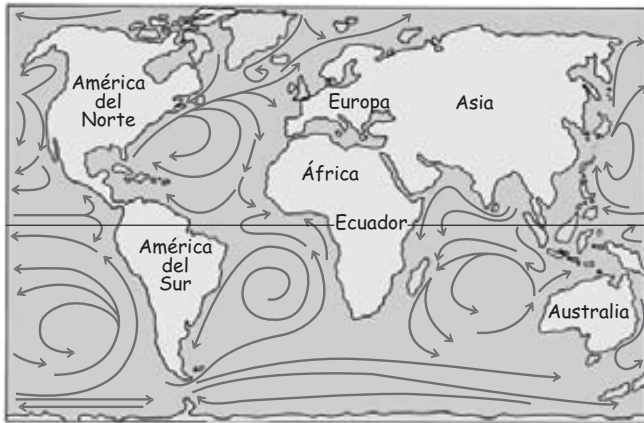 América
del
Norte
Europa
Asia
África
Ecuador
América
del
Sur
Australia